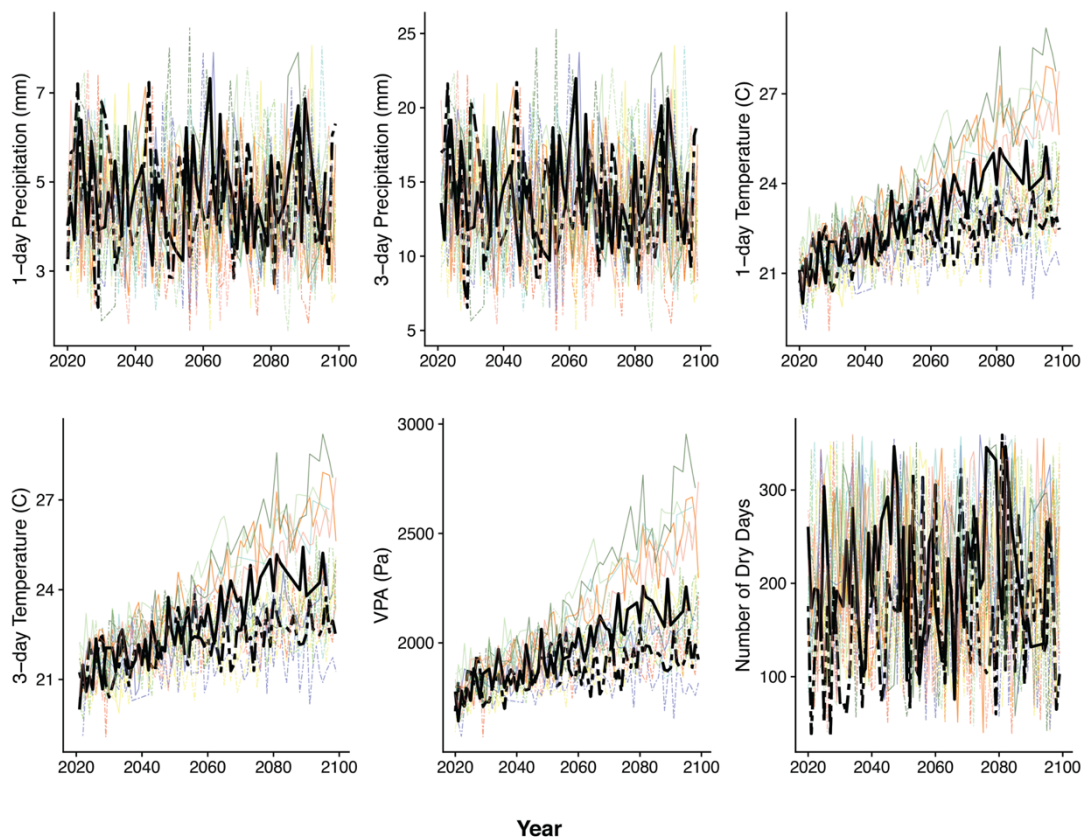 1−day Precipitation (mm)
7
5
3
2020 2040 2060 2080 2100
3−day Precipitation (mm)
25
20
15
10
5
2020 2040 2060 2080 2100
1−day Temperature (C)
27
24
21
2020 2040 2060 2080 2100
3−day Temperature (C)
27
24
21
2020 2040 2060 2080 2100
VPA (Pa)
3000
2500
2000
2020 2040 2060 2080 2100
Number of Dry Days
300
200
100
2020 2040 2060 2080 2100
Year